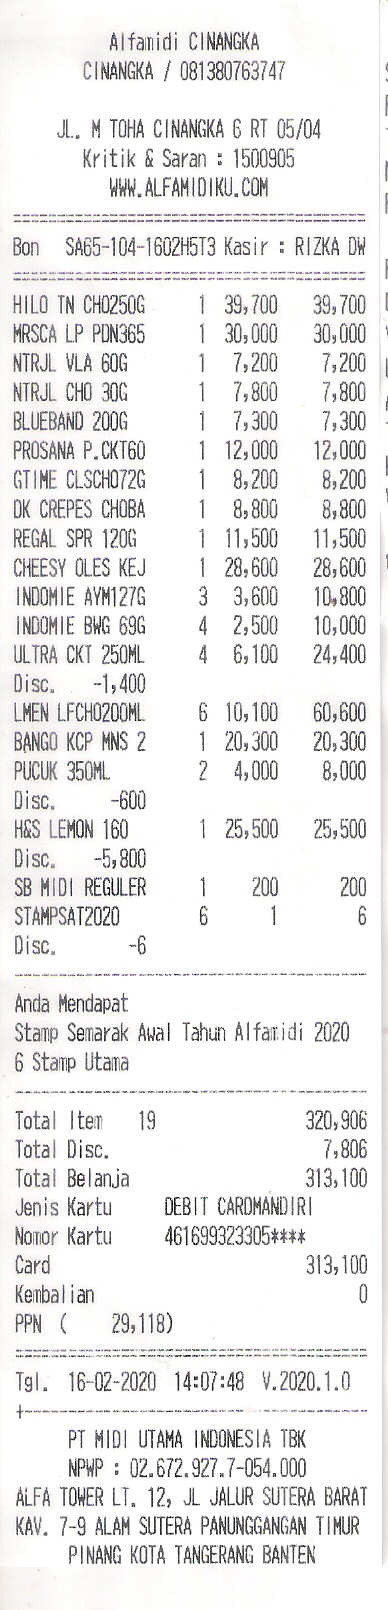 Alfamidi CINANGKA
CINANGKA / 081380763747
JL. M TOHA CINANGKA 6 RT 05/04
Kritik & Saran : 1500905
WWW.ALFAMIDIKU.COM
Bon SA65-104-1602H5T3 Kasir : RIZKA DW
HILO TN CHO250G 1 39,700 39,700
MRSCA LP PDN365 1 30,000 30,000
NTRJL VLA 60G 1 7,200 7,200
NTRJL CHO 30G 1 7,800 7,800
BLUEBAND 200G 1 7,300 7,300
PROSANA P.CKT60 1 12,000 12,000
GTIME CLSCHO72G 1 8,200 8,200
DK CREPES CHOBA 1 8,800 8,800
REGAL SPR 120G 1 11,500 11,500
CHEESY OLES KEJ 1 28,600 28,600
INDOMIE AYM127G 3 3,600 10,800
INDOMIE BWG 69G 4 2,500 10,000
ULTRA CKT 250ML 4 6,100 24,400
Disc. -1,400
LMEN LFCHO200ML 6 10,100 60,600
BANGO KCP MNS 2 1 20,300 20,300
PUCUK 350ML 2 4,000 8,000
Disc. -600
H&S LEMON 160 1 25,500 25,500
Disc. -5,800
SB MIDI REGULER 1 200 200
STAMPSAT2020 6 1 6
Disc. -6
Anda Mendapat
Stamp Semarak Awal Tahun Alfamidi 2020
6 Stamp Utama
Total Item 19 320,906
Total Disc. 7,806
Total Belanja 313,100
Jenis Kartu DEBIT CARDMANDIRI
Nomor Kartu 461699323305****
Card 313,100
Kembalian 0
PPN ( 29,118)
Tgl. 16-02-2020 14:07:48 V.2020.1.0
PT MIDI UTAMA INDONESIA TBK
NPWP : 02.672.927.7-054.000
ALFA TOWER LT. 12, JL JALUR SUTERA BARAT
KAV. 7-9 ALAM SUTERA PANUNGGANGAN TIMUR
PINANG KOTA TANGERANG BANTEN